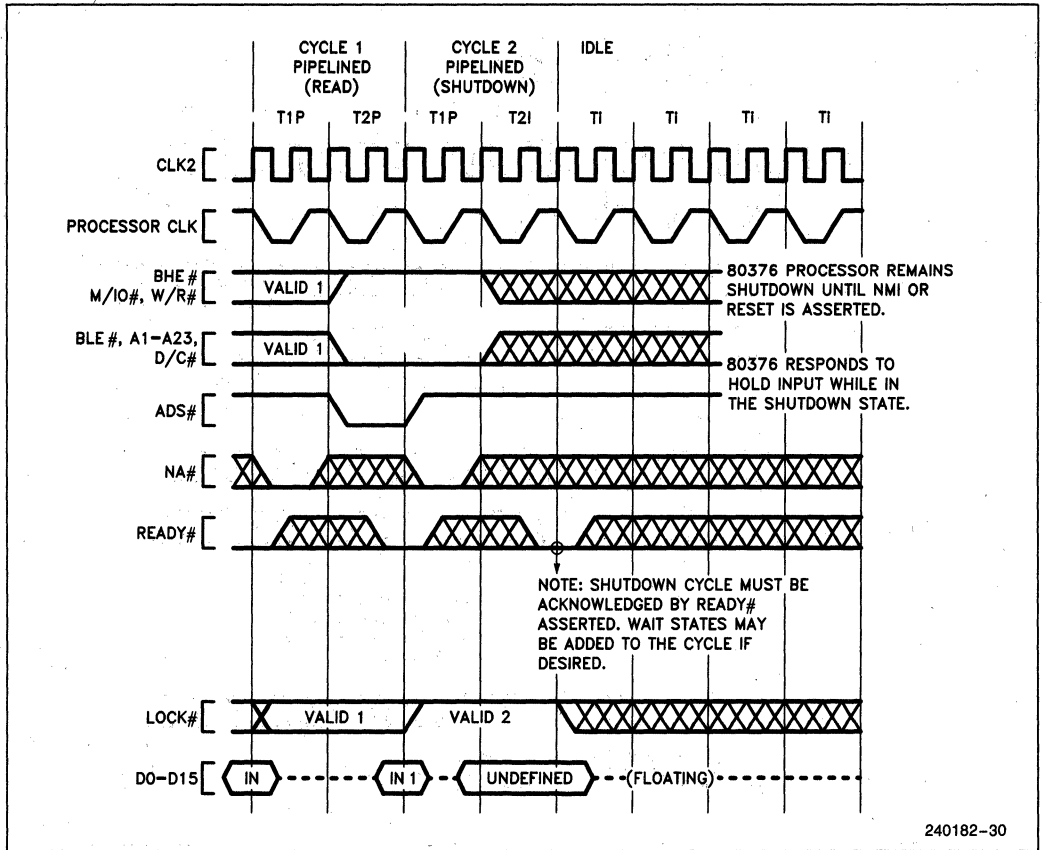 CYCLE 1
PIPELINED
(READ)
CYCLE 2
PIPELINED
(SHUTDOWN)
IDLE
T1P T2P T1P T2I Ti Ti Ti Ti
CLK2
PROCESSOR CLK
BHE#
M/IO#, W/R#
VALID 1
80376 PROCESSOR REMAINS
SHUTDOWN UNTIL NMI OR
RESET IS ASSERTED.
BLE#, A1-A23,
D/C#
VALID 1
80376 RESPONDS TO
HOLD INPUT WHILE IN
THE SHUTDOWN STATE.
ADS#
NA#
READY#
NOTE: SHUTDOWN CYCLE MUST BE
ACKNOWLEDGED BY READY#
ASSERTED. WAIT STATES MAY
BE ADDED TO THE CYCLE IF
DESIRED.
LOCK# VALID 1 VALID 2
D0-D15 IN IN 1 UNDEFINED (FLOATING)
240182-30